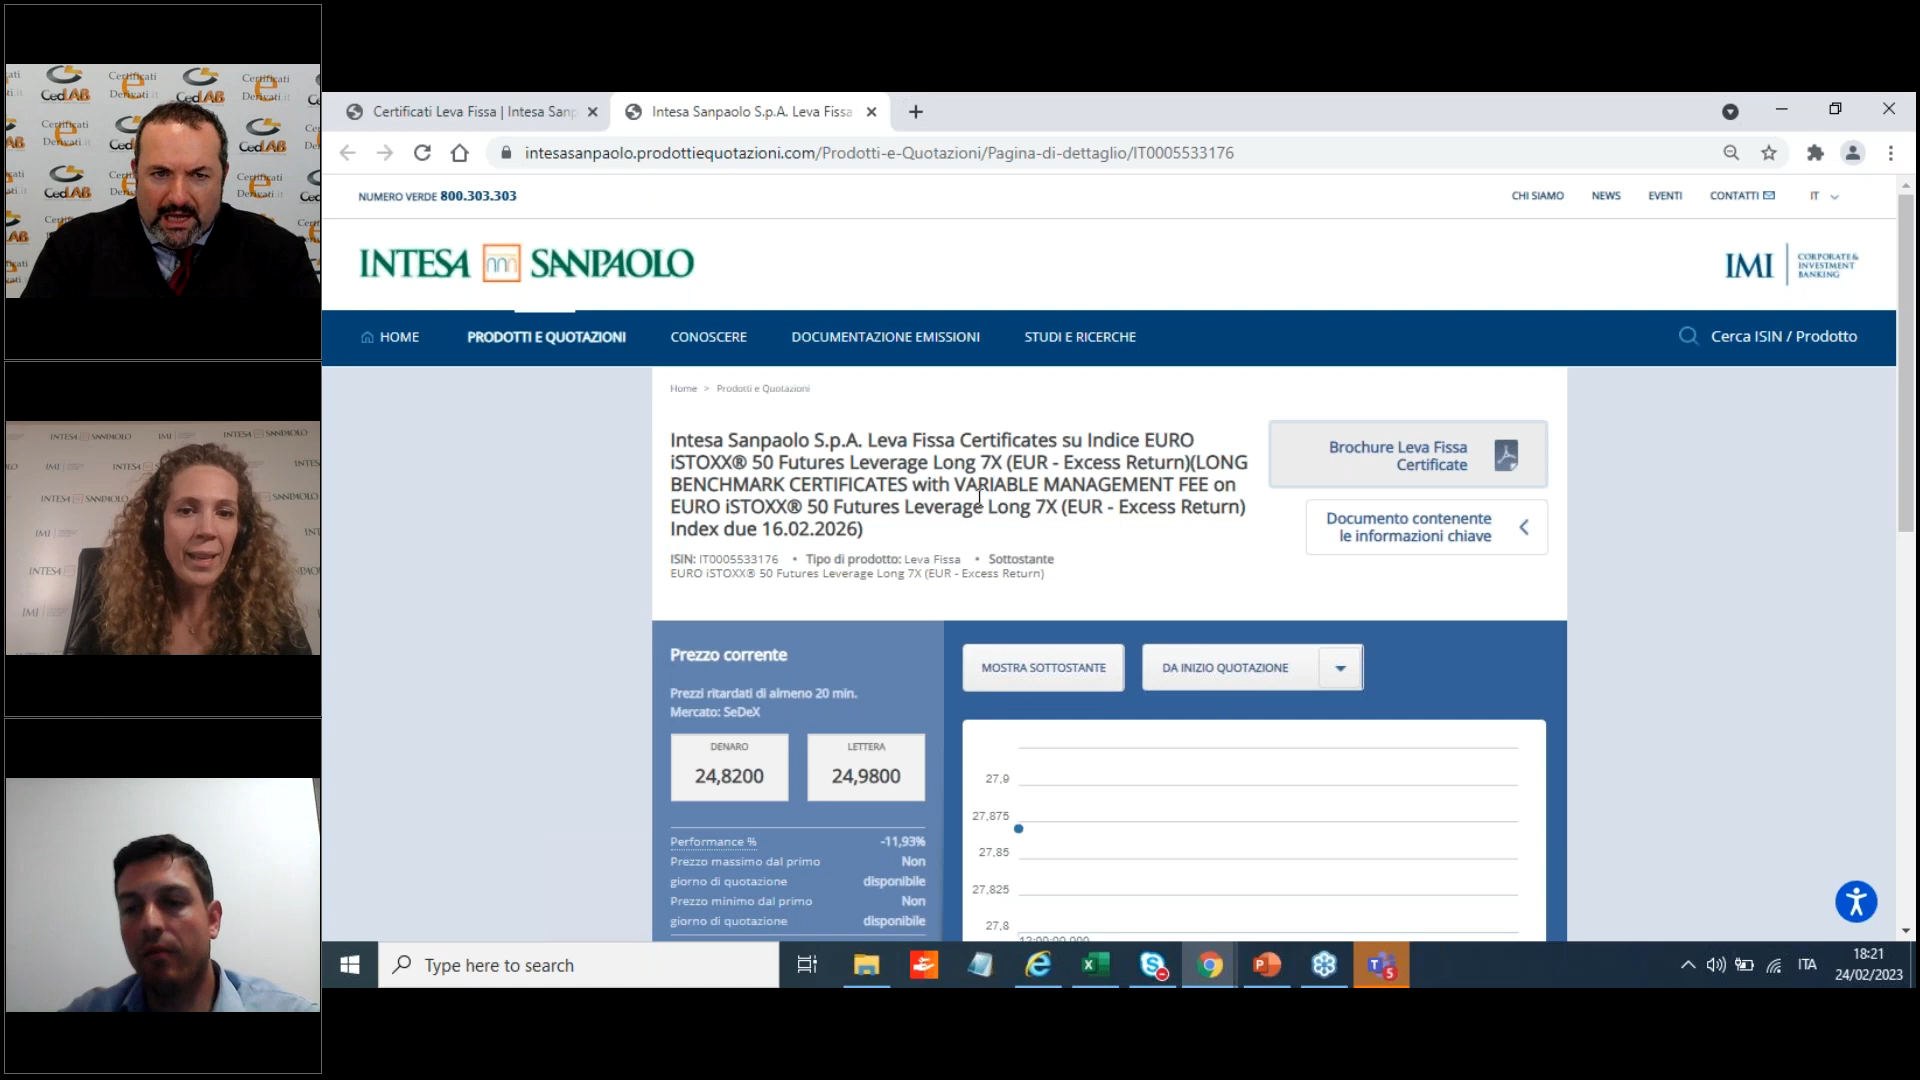 Certificati Derivati.it
CedLAB
INTESA SANPAOLO
IMI
Certificati Leva Fissa | Intesa Sanp
Intesa Sanpaolo S.p.A. Leva Fissa
intesasanpaolo.prodottiequotazioni.com/Prodotti-e-Quotazioni/Pagina-di-dettaglio/IT0005533176
NUMERO VERDE 800.303.303
CHI SIAMO NEWS EVENTI CONTATTI IT
INTESA SANPAOLO
IMI CORPORATE & INVESTMENT BANKING
HOME PRODOTTI E QUOTAZIONI CONOSCERE DOCUMENTAZIONE EMISSIONI STUDI E RICERCHE Cerca ISIN / Prodotto
Home > Prodotti e Quotazioni
Intesa Sanpaolo S.p.A. Leva Fissa Certificates su Indice EURO
iSTOXX® 50 Futures Leverage Long 7X (EUR - Excess Return)(LONG
BENCHMARK CERTIFICATES with VARIABLE MANAGEMENT FEE on
EURO iSTOXX® 50 Futures Leverage Long 7X (EUR - Excess Return)
Index due 16.02.2026)
ISIN: IT0005533176 • Tipo di prodotto: Leva Fissa • Sottostante
EURO iSTOXX® 50 Futures Leverage Long 7X (EUR - Excess Return)
Brochure Leva Fissa
Certificate
Documento contenente
le informazioni chiave
Prezzo corrente
Prezzi ritardati di almeno 20 min.
Mercato: SeDeX
DENARO LETTERA
24,8200 24,9800
Performance % -11,93%
Prezzo massimo dal primo Non
giorno di quotazione disponibile
Prezzo minimo dal primo Non
giorno di quotazione disponibile
MOSTRA SOTTOSTANTE DA INIZIO QUOTAZIONE
27,9
27,875
27,85
27,825
27,8
Type here to search
ITA
18:21
24/02/2023